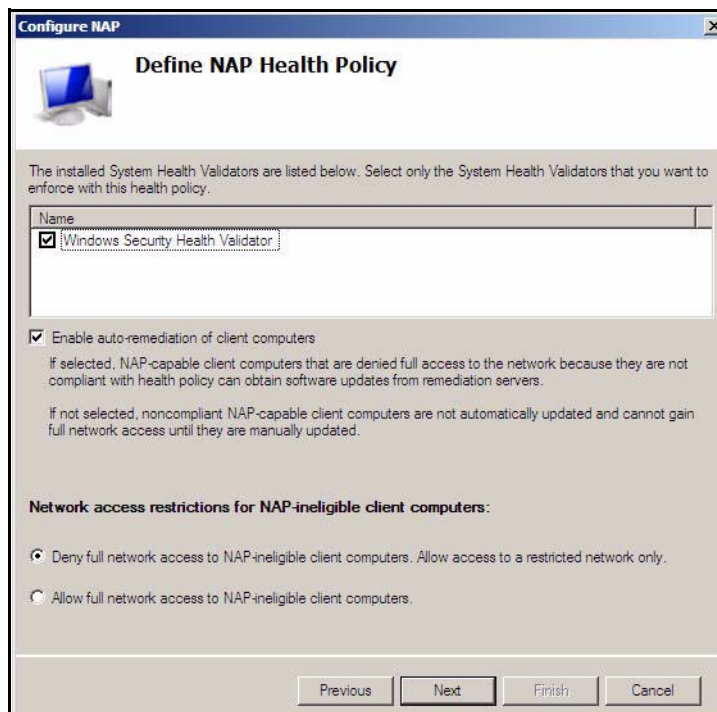 Configure NAP
Define NAP Health Policy
The installed System Health Validators are listed below. Select only the System Health Validators that you want to
enforce with this health policy.
Name
Windows Security Health Validator
Enable auto-remediation of client computers
If selected, NAP-capable client computers that are denied full access to the network because they are not
compliant with health policy can obtain software updates from remediation servers.
If not selected, noncompliant NAP-capable client computers are not automatically updated and cannot gain
full network access until they are manually updated.
Network access restrictions for NAP-ineligible client computers:
Deny full network access to NAP-ineligible client computers. Allow access to a restricted network only.
Allow full network access to NAP-ineligible client computers.
Previous
Next
Finish
Cancel